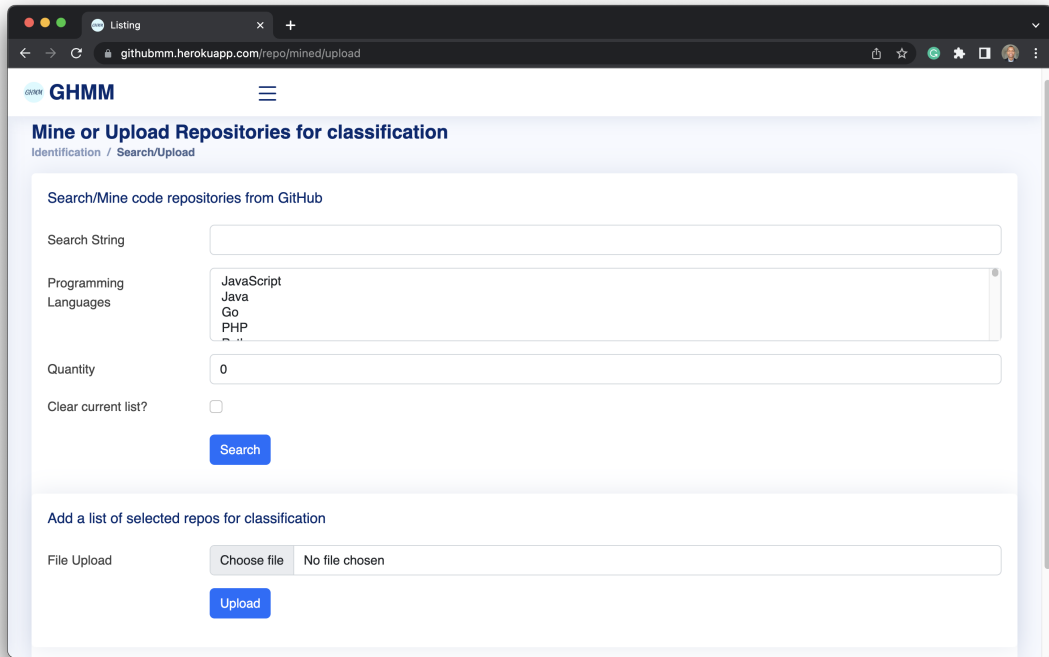 Listing
githubmm.herokuapp.com/repo/mined/upload
GHMM GHMM
Mine or Upload Repositories for classification
Identification / Search/Upload
Search/Mine code repositories from GitHub
Search String
Programming
Languages
JavaScript
Java
Go
PHP
Quantity
0
Clear current list?
Search
Add a list of selected repos for classification
File Upload
Choose file No file chosen
Upload